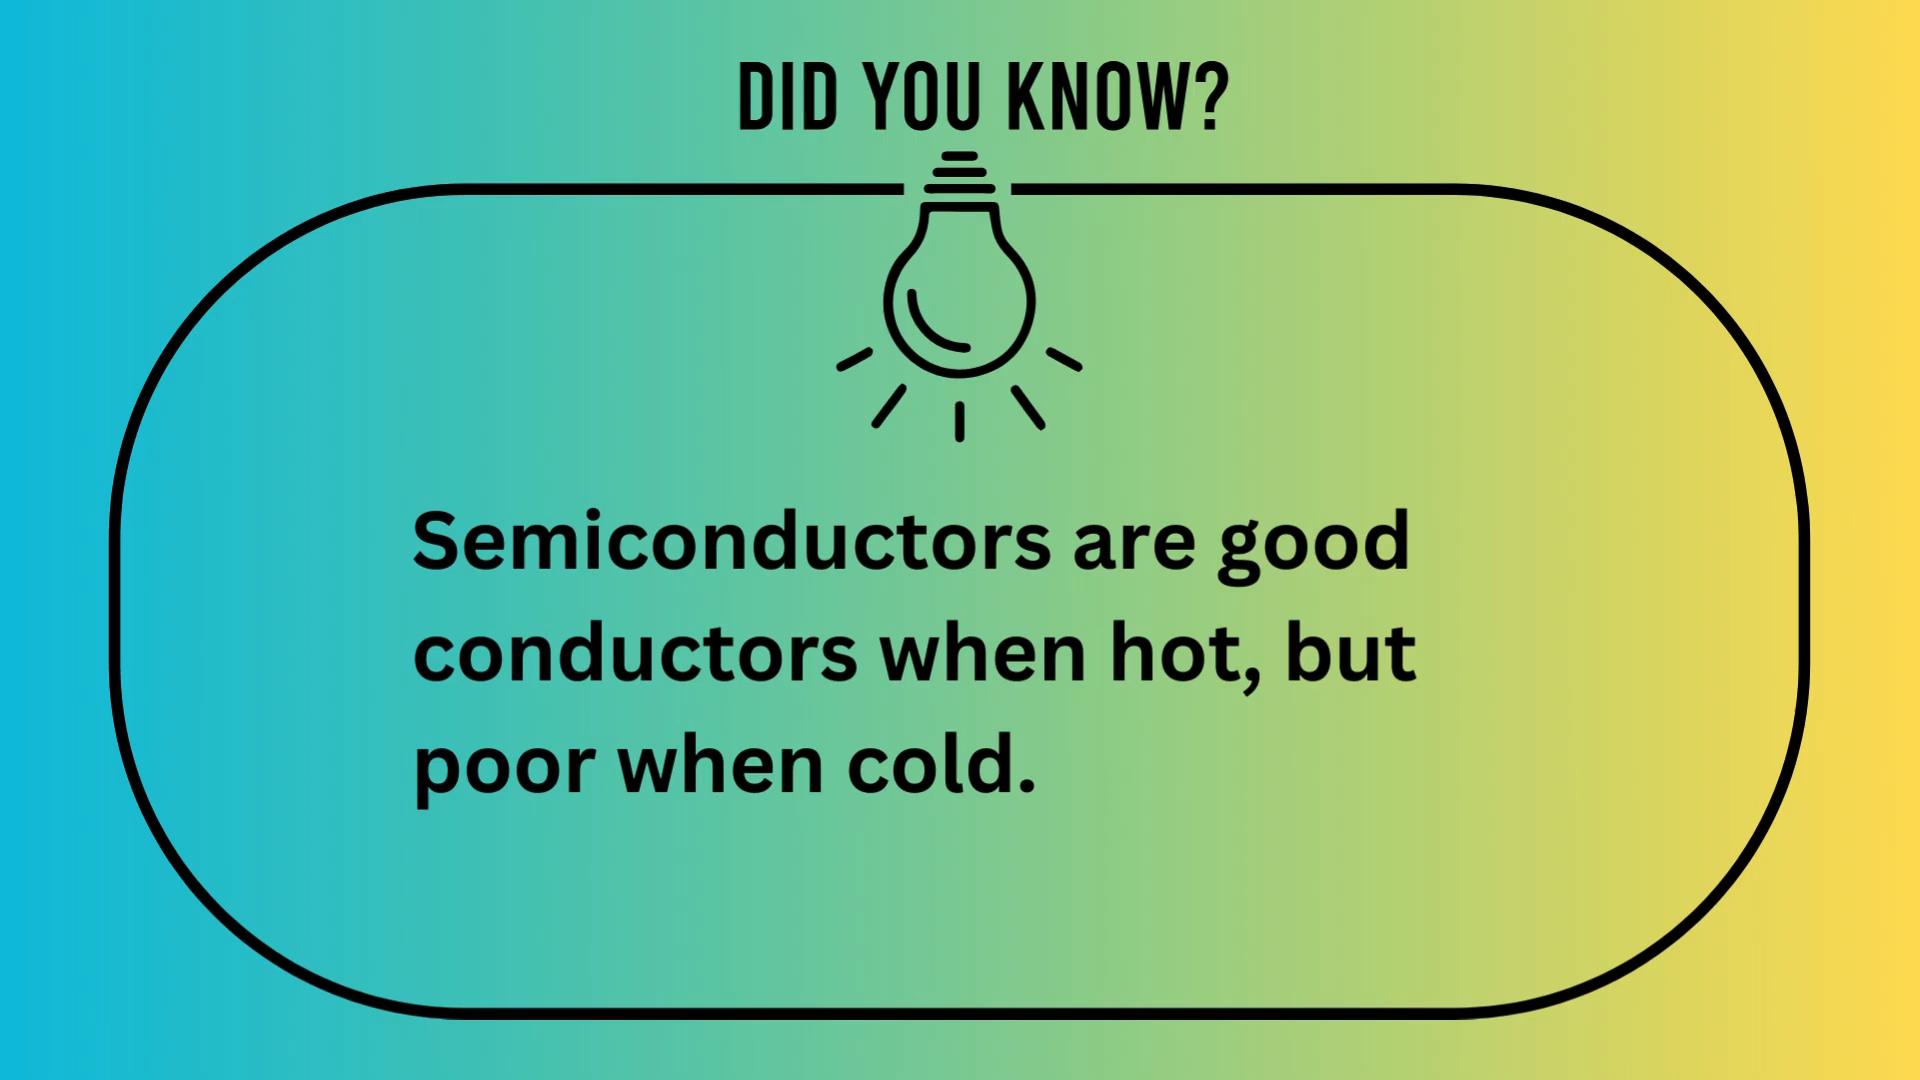 DID YOU KNOW?
Semiconductors are good
conductors when hot, but
poor when cold.